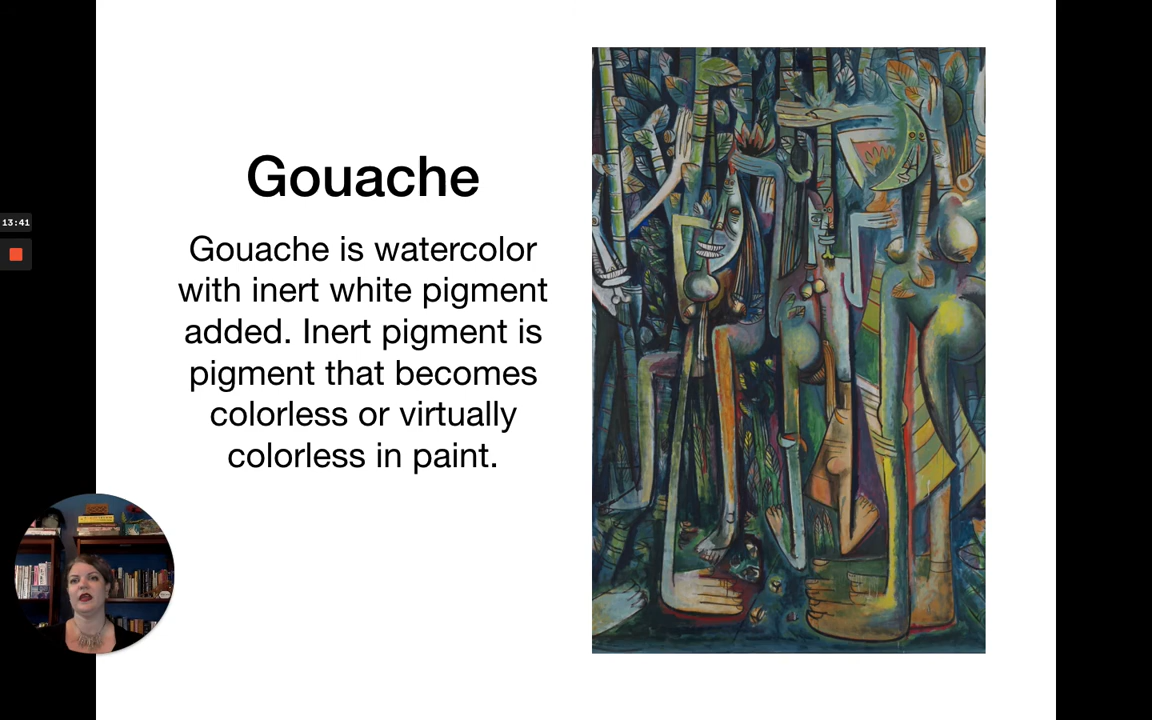 Gouache
Gouache is watercolor
with inert white pigment
added. Inert pigment is
pigment that becomes
colorless or virtually
colorless in paint.
13:41